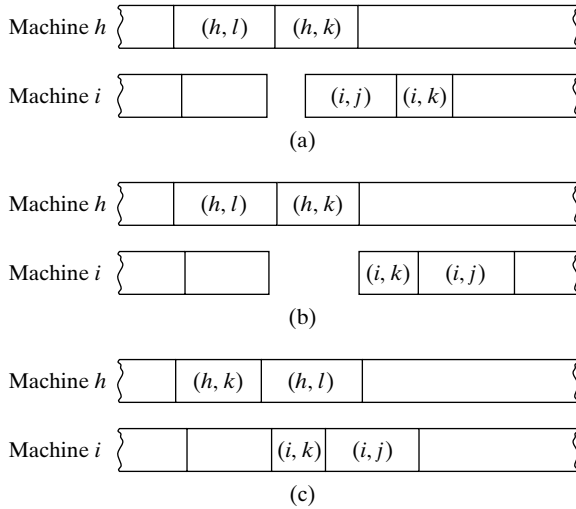 Machine h (h, l) (h, k)
Machine i (i, j) (i, k)
(a)
Machine h (h, l) (h, k)
Machine i (i, k) (i, j)
(b)
Machine h (h, k) (h, l)
Machine i (i, k) (i, j)
(c)